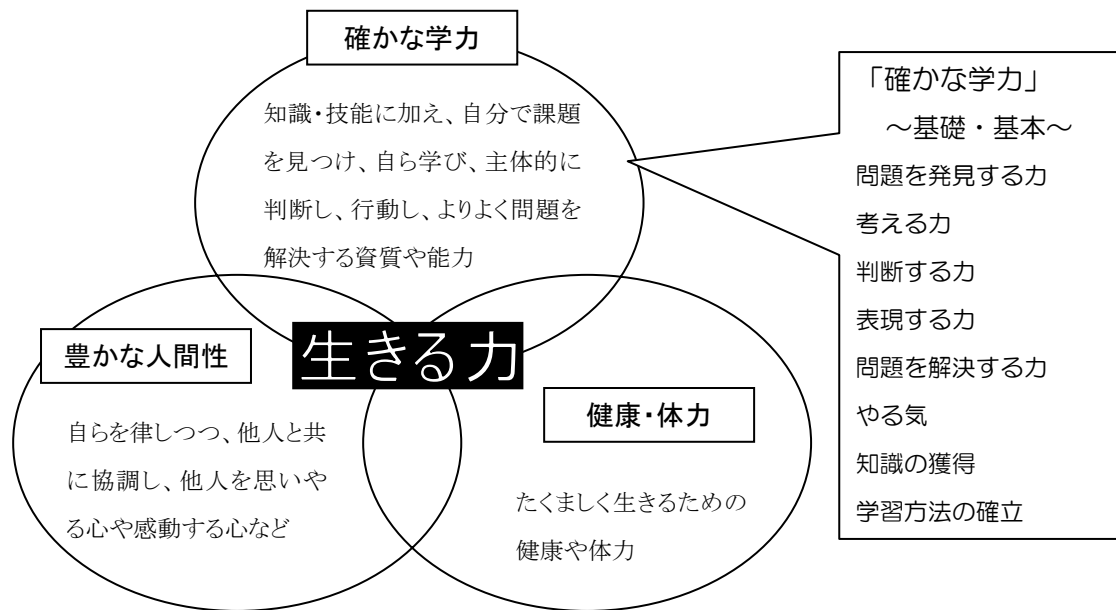 確かな学力
知識・技能に加え、自分で課題
を見つけ、自ら学び、主体的に
判断し、行動し、よりよく問題を
解決する資質や能力
生きる力
豊かな人間性
自らを律しつつ、他人と共
に協調し、他人を思いや
る心や感動する心など
健康・体力
たくましく生きるための
健康や体力
「確かな学力」
～基礎・基本～
問題を発見する力
考える力
判断する力
表現する力
問題を解決する力
やる気
知識の獲得
学習方法の確立